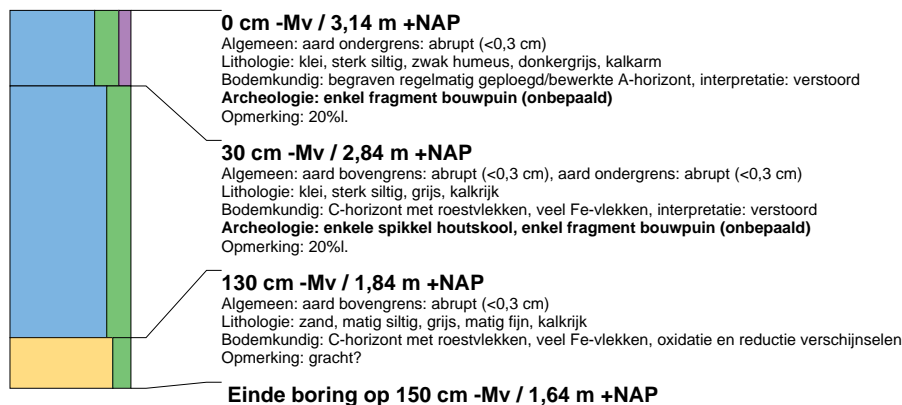 0 cm -Mv / 3,14 m +NAP
Algemeen: aard ondergrens: abrupt (<0,3 cm)
Lithologie: klei, sterk siltig, zwak humeus, donkergrijs, kalkarm
Bodemkundig: begraven regelmatig geploegd/bewerkte A-horizont, interpretatie: verstoord
Archeologie: enkel fragment bouwpuin (onbepaald)
Opmerking: 20%l.
30 cm -Mv / 2,84 m +NAP
Algemeen: aard bovengrens: abrupt (<0,3 cm), aard ondergrens: abrupt (<0,3 cm)
Lithologie: klei, sterk siltig, grijs, kalkrijk
Bodemkundig: C-horizont met roestvlekken, veel Fe-vlekken, interpretatie: verstoord
Archeologie: enkele spikkel houtskool, enkel fragment bouwpuin (onbepaald)
Opmerking: 20%l.
130 cm -Mv / 1,84 m +NAP
Algemeen: aard bovengrens: abrupt (<0,3 cm)
Lithologie: zand, matig siltig, grijs, matig fijn, kalkrijk
Bodemkundig: C-horizont met roestvlekken, veel Fe-vlekken, oxidatie en reductie verschijnselen
Opmerking: gracht?
Einde boring op 150 cm -Mv / 1,64 m +NAP